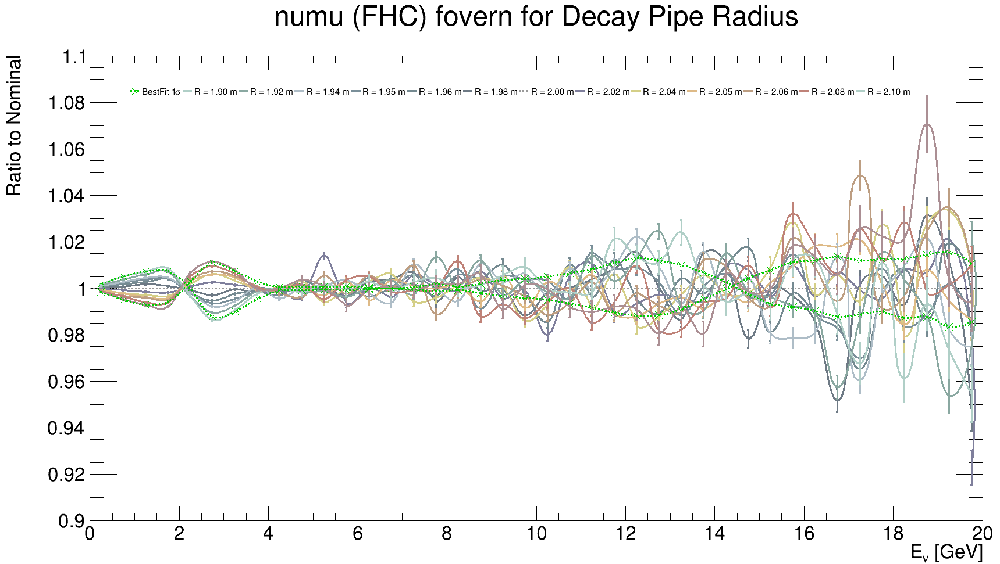 numu (FHC) fovern for Decay Pipe Radius
Ratio to Nominal
BestFit 1σ R = 1.90 m R = 1.92 m R = 1.94 m R = 1.95 m R = 1.96 m R = 1.98 m R = 2.00 m R = 2.02 m R = 2.04 m R = 2.05 m R = 2.06 m R = 2.08 m R = 2.10 m
1.1
1.08
1.06
1.04
1.02
1
0.98
0.96
0.94
0.92
0.9
0 2 4 6 8 10 12 14 16 18 20
Eν [GeV]